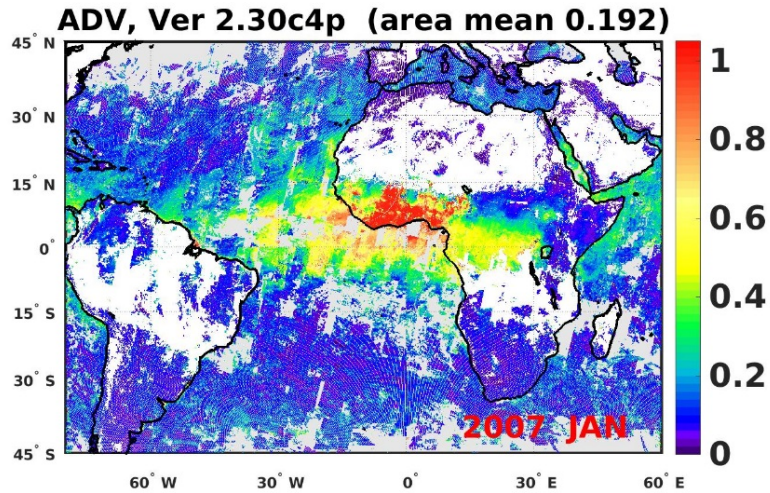 ADV, Ver 2.30c4p (area mean 0.192)
45° N
30° N
15° N
0°
15° S
30° S
45° S
60° W
30° W
0°
30° E
60° E
1
0.8
0.6
0.4
0.2
0
2007 JAN